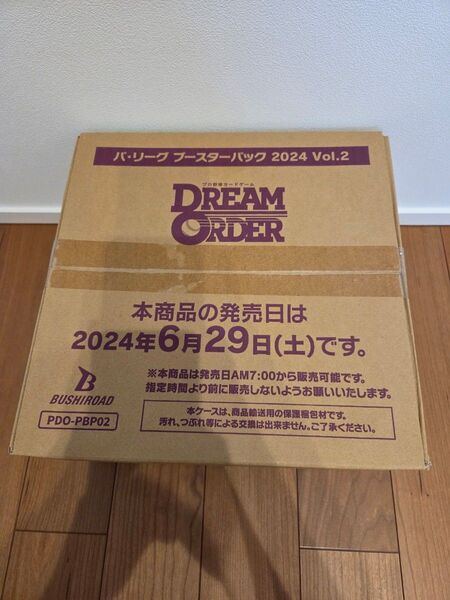 パ・リーグ ブースターパック 2024 Vol.2
プロ野球カードゲーム
DREAM
ORDER
本商品の発売日は
2024年6月29日(土)です。
※本商品は発売日AM7:00から販売可能です。
指定時間より前に販売しないようお願いいたします。
BUSHIROAD
PDO-PBP02
本ケースは、商品輸送用の保護梱包材です。
汚れ、つぶれ等による交換は出来ません。ご了承ください。